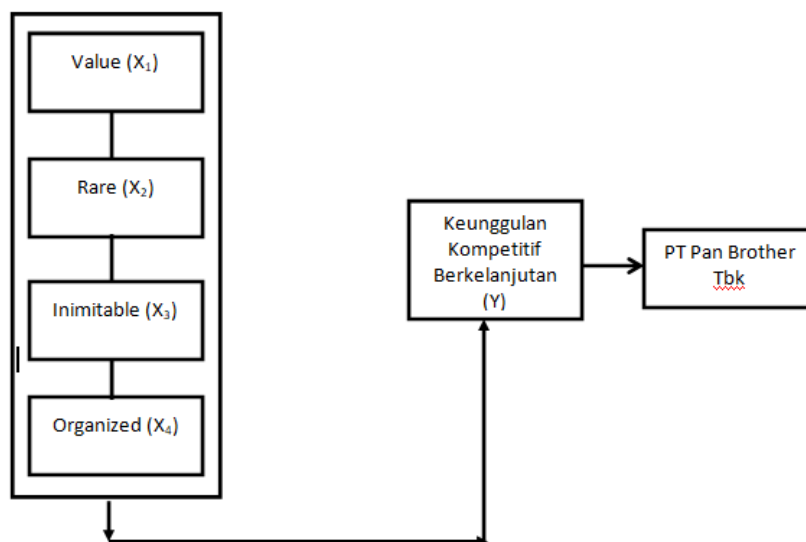 Value (X₁)
Rare (X₂)
Inimitable (X₃)
Organized (X₄)
Keunggulan
Kompetitif
Berkelanjutan
(Y)
PT Pan Brother
Tbk